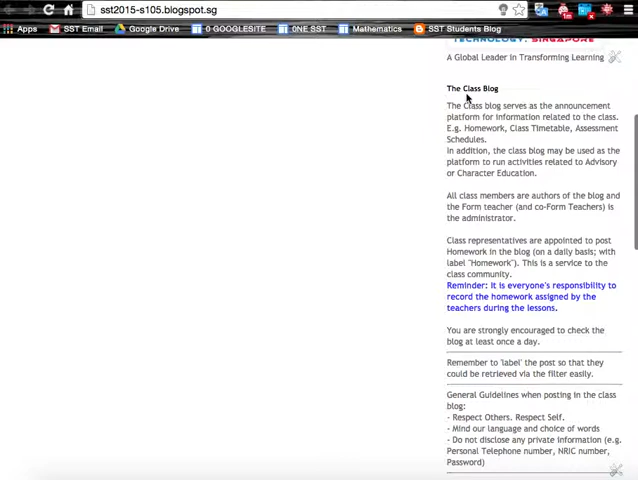 sst2015-s105.blogspot.sg
Apps SST Email Google Drive 0 GOOGLESITE 0NE SST Mathematics SST Students Blog
TECHNOLOGY, SINGAPORE
A Global Leader in Transforming Learning
The Class Blog
The Class blog serves as the announcement
platform for information related to the class.
E.g. Homework, Class Timetable, Assessment
Schedules.
In addition, the class blog may be used as the
platform to run activities related to Advisory
or Character Education.
All class members are authors of the blog and
the Form teacher (and co-Form Teachers) is
the administrator.
Class representatives are appointed to post
Homework in the blog (on a daily basis; with
label "Homework"). This is a service to the
class community.
Reminder: It is everyone's responsibility to
record the homework assigned by the
teachers during the lessons.
You are strongly encouraged to check the
blog at least once a day.
Remember to 'label' the post so that they
could be retrieved via the filter easily.
General Guidelines when posting in the class
blog:
- Respect Others. Respect Self.
- Mind our language and choice of words
- Do not disclose any private information (e.g.
Personal Telephone number, NRIC number,
Password)